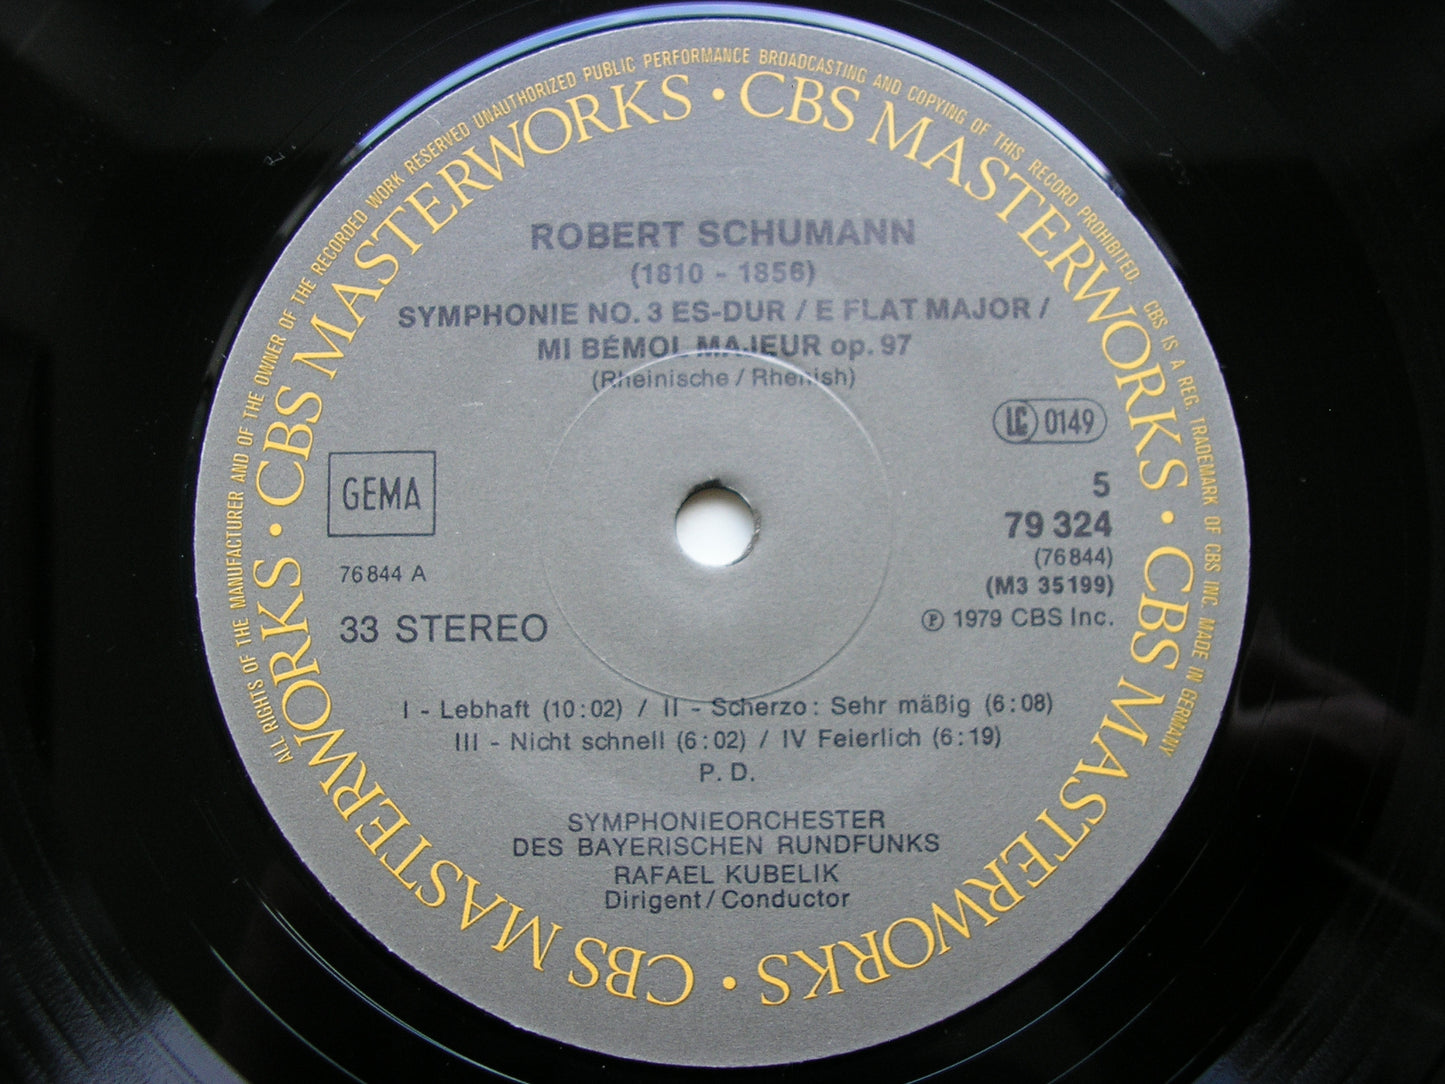 ALL RIGHTS OF THE MANUFACTURER AND OF THE OWNER OF THE RECORDED WORK RESERVED UNAUTHORIZED PUBLIC PERFORMANCE BROADCASTING AND COPYING OF THIS RECORD PROHIBITED. CBS IS A REG. TRADEMARK OF CBS INC. MADE IN GERMANY
CBS MASTERWORKS • CBS MASTERWORKS • CBS MASTERWORKS • CBS MASTERWORKS •
ROBERT SCHUMANN
(1810 - 1856)
SYMPHONIE NO. 3 ES-DUR / E FLAT MAJOR /
MI BÉMOL MAJEUR op. 97
(Rheinische / Rhenish)
LC 0149
GEMA
5
79 324
(76844)
76844 A
(M3 35199)
33 STEREO
℗ 1979 CBS Inc.
I - Lebhaft (10:02) / II - Scherzo: Sehr mäßig (6:08)
III - Nicht schnell (6:02) / IV Feierlich (6:19)
P. D.
SYMPHONIEORCHESTER
DES BAYERISCHEN RUNDFUNKS
RAFAEL KUBELIK
Dirigent / Conductor